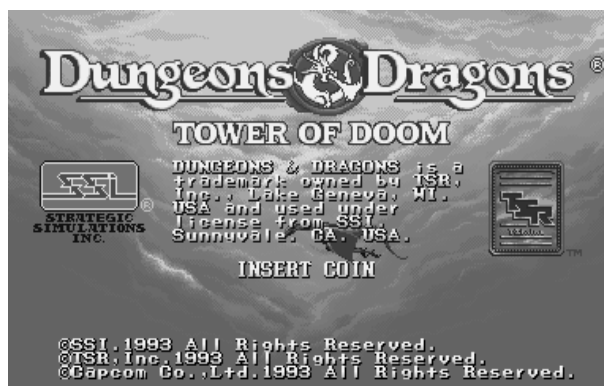 Dungeons & Dragons ®
TOWER OF DOOM
SSI ®
STRATEGIC
SIMULATIONS
INC.
DUNGEONS & DRAGONS is a
trademark owned by TSR,
Inc., Lake Geneva, WI.
USA and used under
license from SSI,
Sunnyvale. CA. USA.
TSR
TM
INSERT COIN
©SSI.1993 All Rights Reserved.
©TSR,Inc.1993 All Rights Reserved.
©Capcom Co.,Ltd.1993 All Rights Reserved.